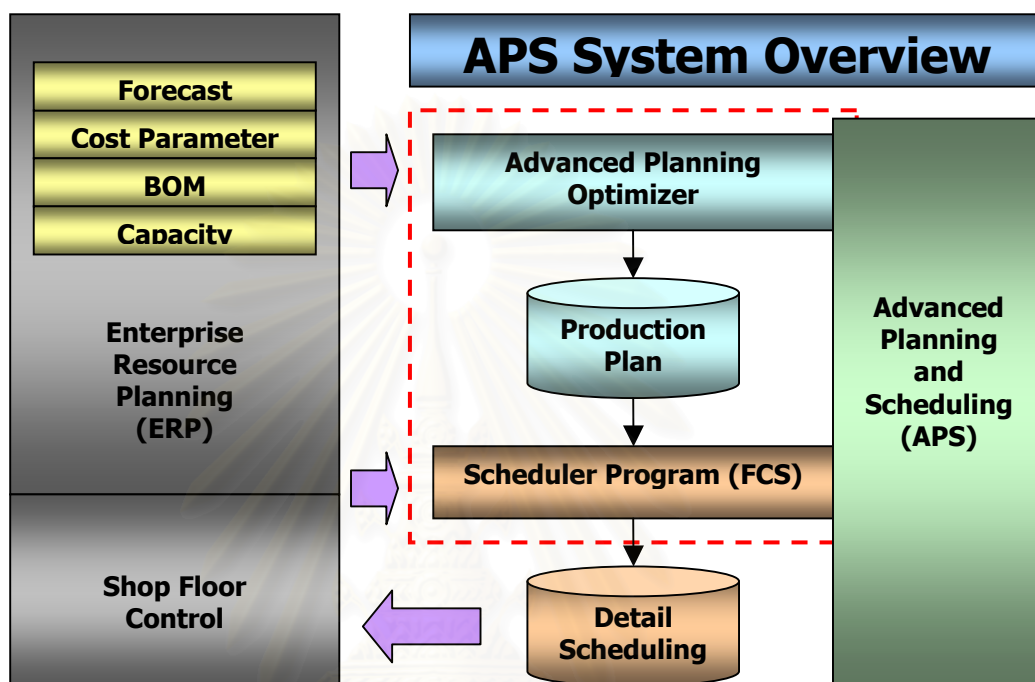 APS System Overview
Forecast
Cost Parameter
BOM
Capacity
Enterprise
Resource
Planning
(ERP)
Shop Floor
Control
Advanced Planning
Optimizer
Production
Plan
Scheduler Program (FCS)
Detail
Scheduling
Advanced
Planning
and
Scheduling
(APS)